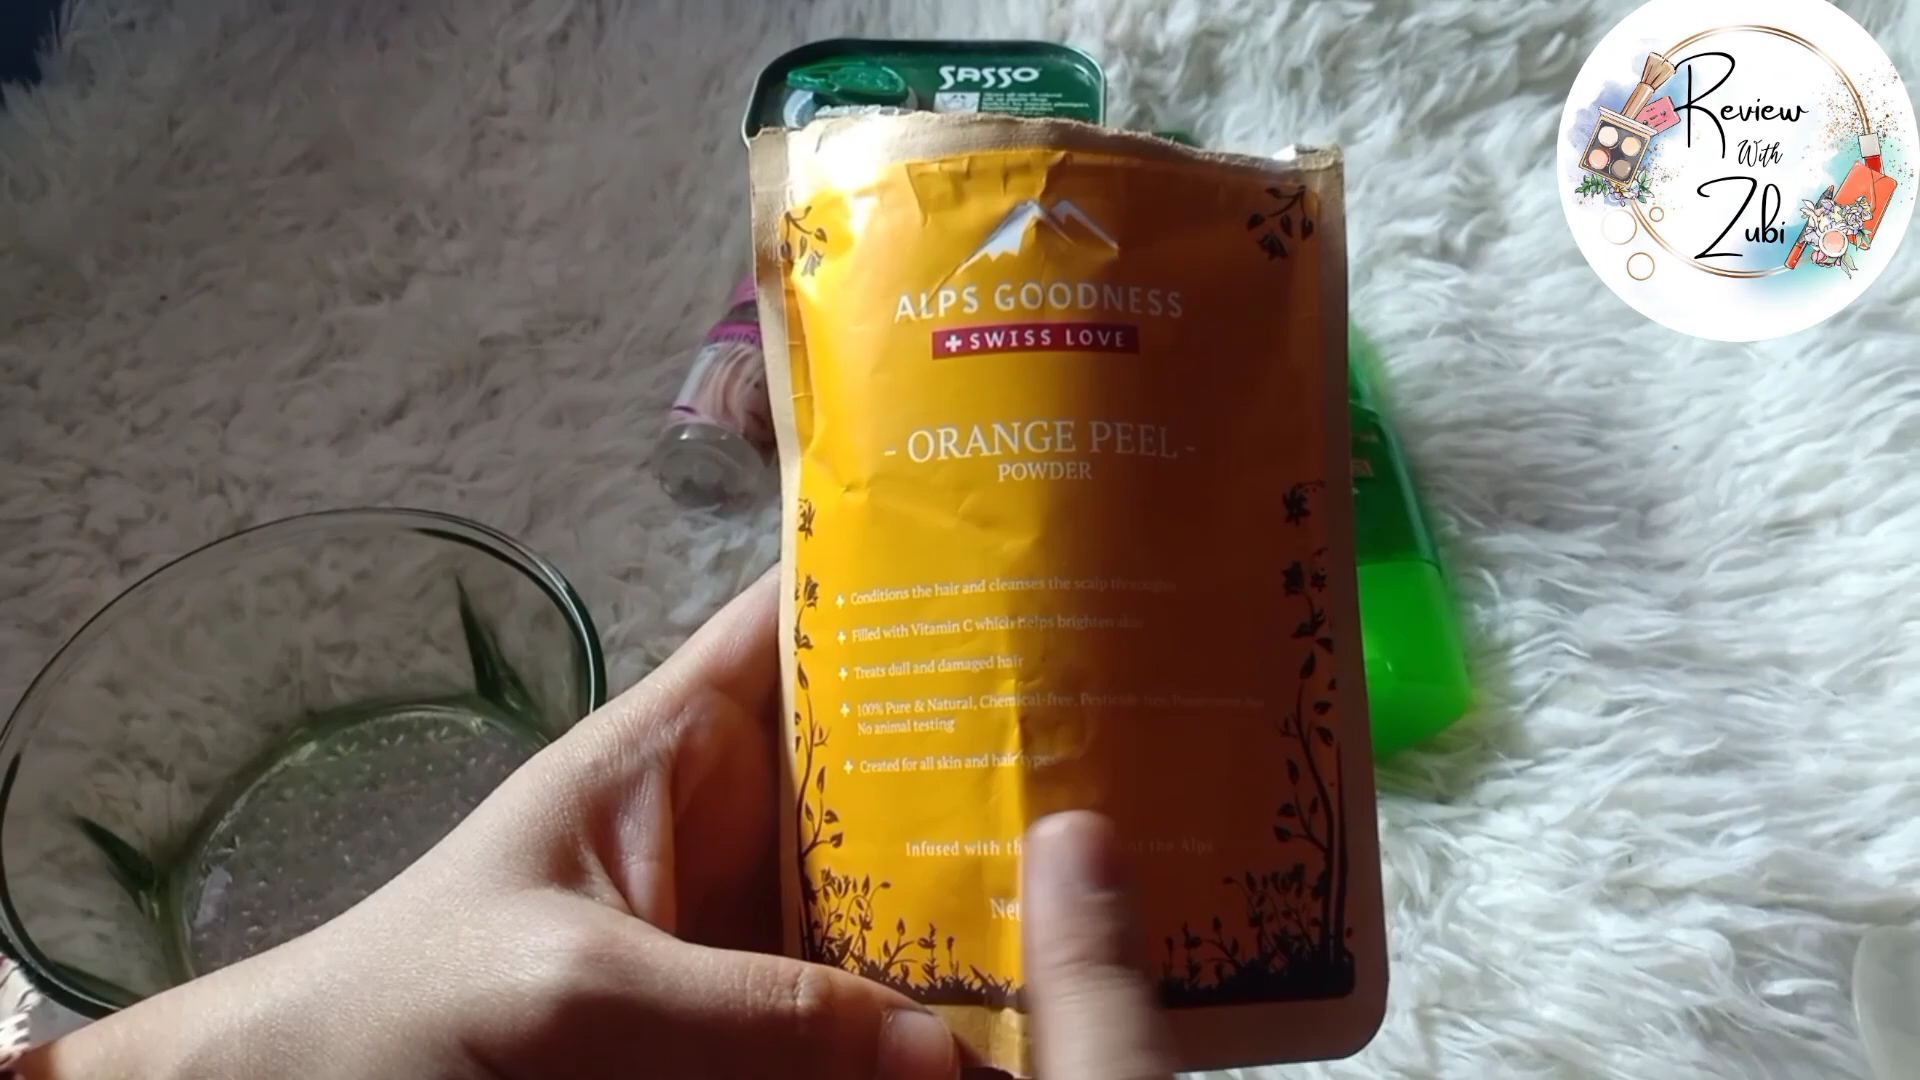 SASSO
Review
With
Zubi
ALPS GOODNESS
SWISS LOVE
- ORANGE PEEL -
POWDER
Conditions the hair and cleanses the scalp
Filled with Vitamin C which helps brighten skin
Treats dull and damaged hair
100% Pure & Natural, Chemical-free, Pesticide free,
No animal testing
Created for all skin and hair types
Infused with of the Alps